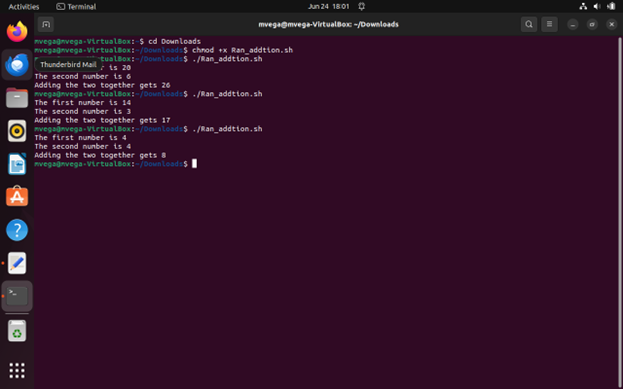 Activities
Terminal
Jun 24 18:01
mvega@mvega-VirtualBox: ~/Downloads
mvega@mvega-VirtualBox:~$ cd Downloads
mvega@mvega-VirtualBox:~/Downloads$ chmod +x Ran_addtion.sh
mvega@mvega-VirtualBox:~/Downloads$ ./Ran_addtion.sh
Thunderbird Mail
is 20
The second number is 6
Adding the two together gets 26
mvega@mvega-VirtualBox:~/Downloads$ ./Ran_addtion.sh
The first number is 14
The second number is 3
Adding the two together gets 17
mvega@mvega-VirtualBox:~/Downloads$ ./Ran_addtion.sh
The first number is 4
The second number is 4
Adding the two together gets 8
mvega@mvega-VirtualBox:~/Downloads$